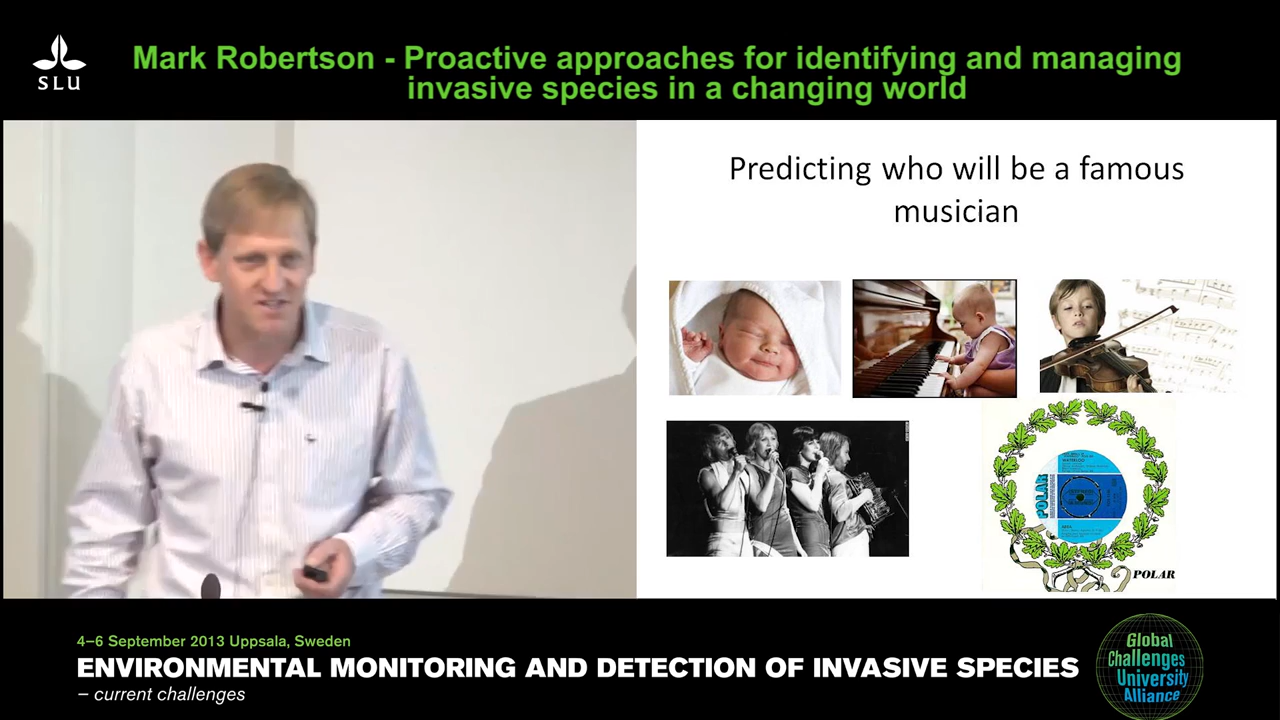 SLU
Mark Robertson - Proactive approaches for identifying and managing
invasive species in a changing world
Predicting who will be a famous
musician
POLAR
WATERLOO
ABBA
POLAR
4–6 September 2013 Uppsala, Sweden
ENVIRONMENTAL MONITORING AND DETECTION OF INVASIVE SPECIES
– current challenges
Global
Challenges
University
Alliance